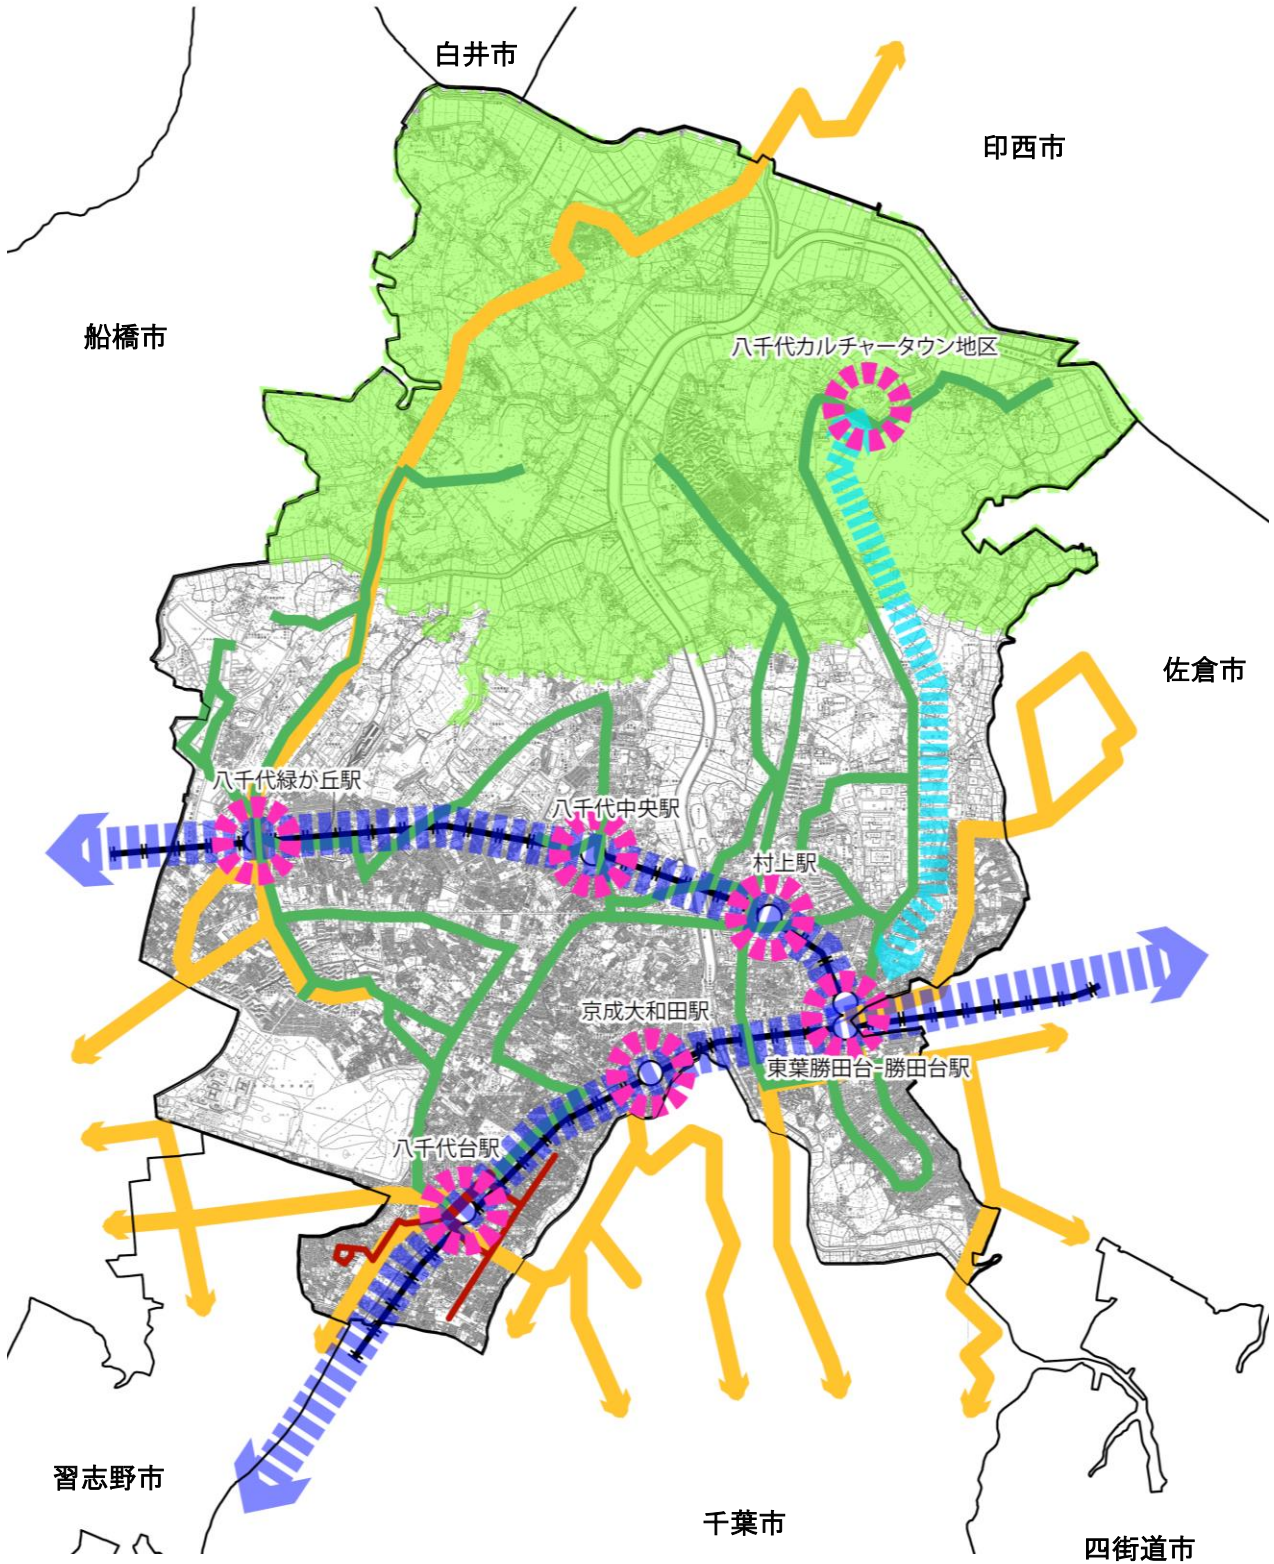 白井市
印西市
船橋市
八千代カルチャータウン地区
佐倉市
八千代緑が丘駅
八千代中央駅
村上駅
京成大和田駅
東葉勝田台-勝田台駅
八千代台駅
習志野市
千葉市
四街道市